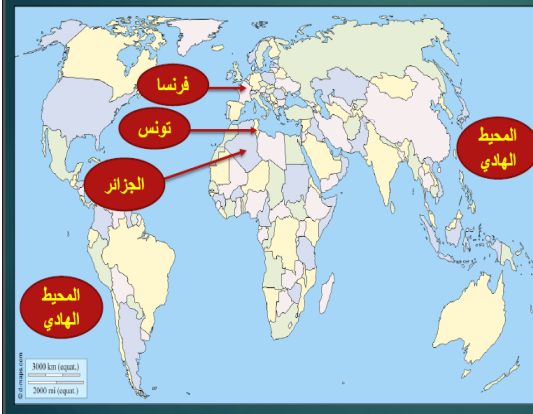 فرنسا
تونس
الجزائر
المحيط
الهادي
المحيط
الهادي
3000 km (equat.)
2000 mi (equat.)
© d-maps.com